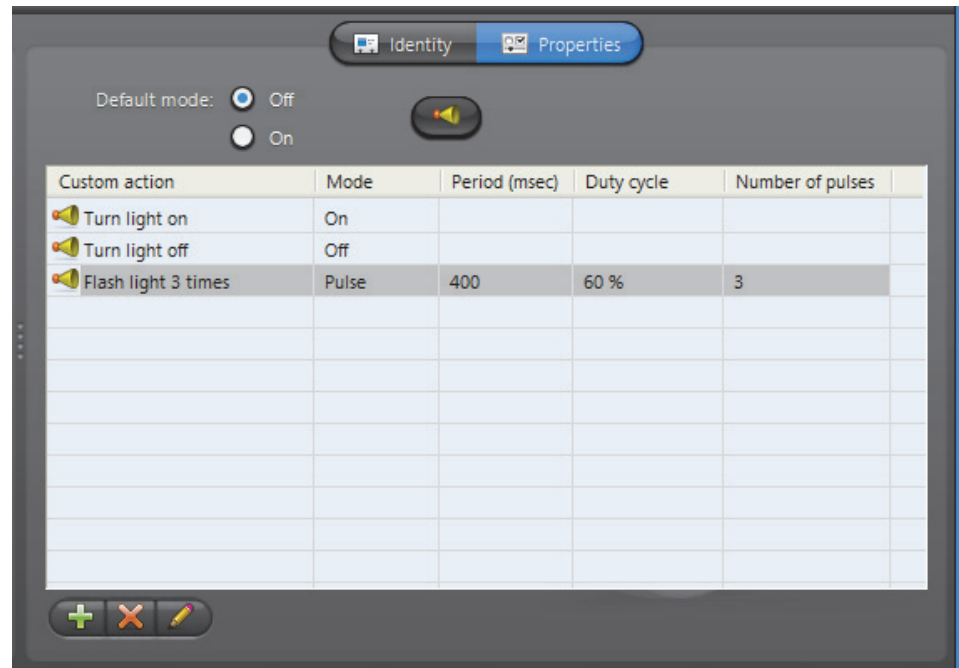 Identity Properties
Default mode: Off
On
Custom action Mode Period (msec) Duty cycle Number of pulses
Turn light on On
Turn light off Off
Flash light 3 times Pulse 400 60 % 3